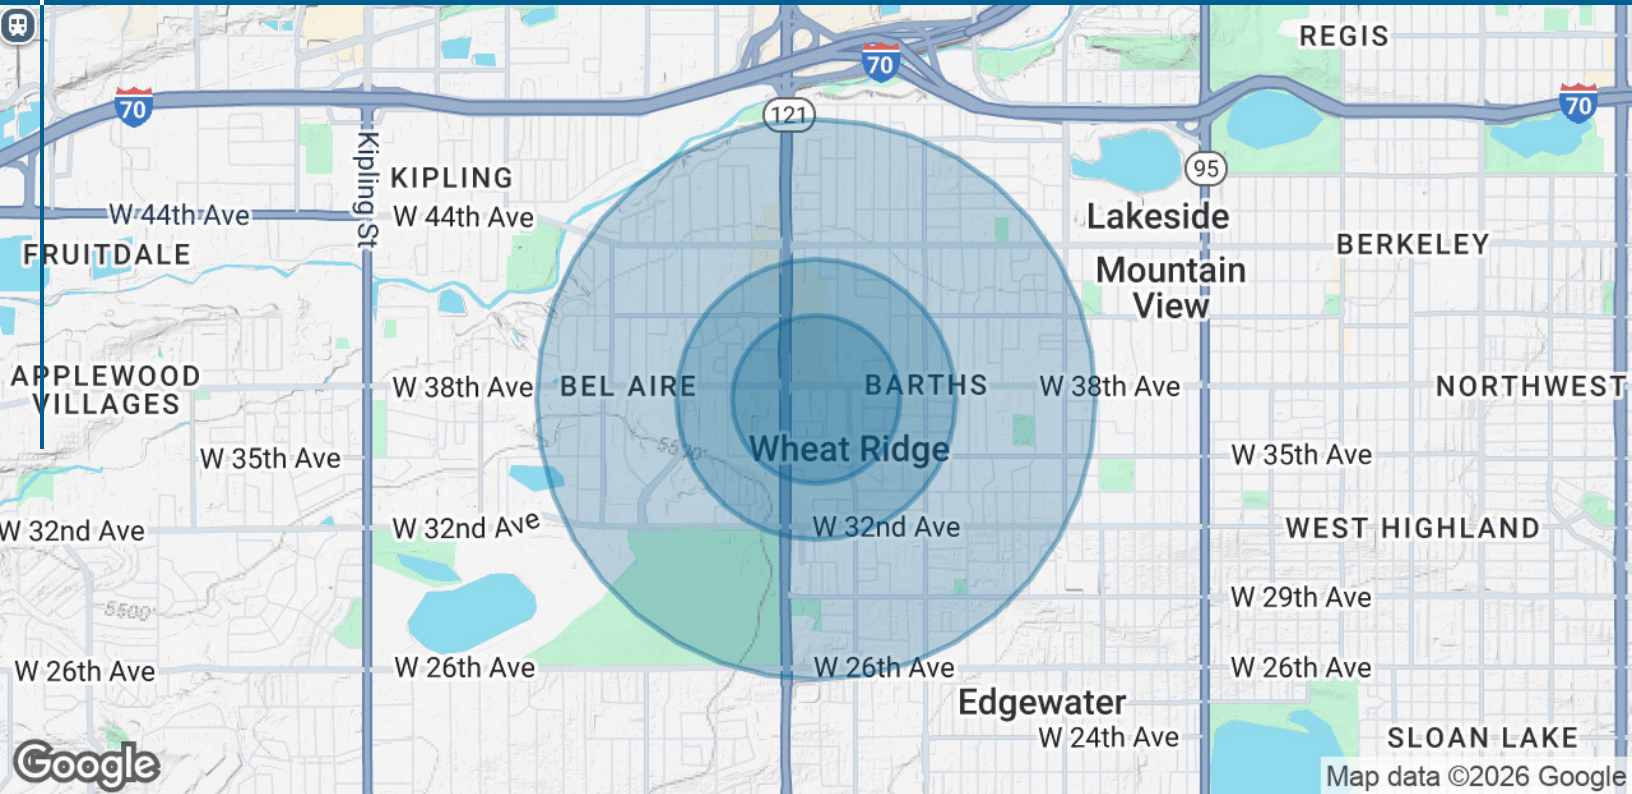 REGIS
70
70
70
121
Kipling St
KIPLING
95
W 44th Ave
W 44th Ave
Lakeside
FRUITDALE
BERKELEY
Mountain
View
APPLEWOOD
VILLAGES
W 38th Ave
BEL AIRE
BARTHS
W 38th Ave
NORTHWEST
W 35th Ave
5520'
Wheat Ridge
W 35th Ave
W 32nd Ave
W 32nd Ave
W 32nd Ave
WEST HIGHLAND
5500'
W 29th Ave
W 26th Ave
W 26th Ave
W 26th Ave
W 26th Ave
Edgewater
W 24th Ave
SLOAN LAKE
Google
Map data ©2026 Google